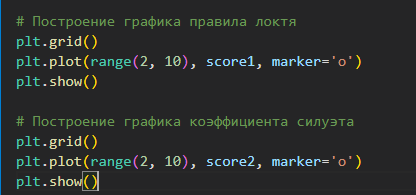 # Построение графика правила локтя
plt.grid()
plt.plot(range(2, 10), score1, marker='o')
plt.show()
# Построение графика коэффициента силуэта
plt.grid()
plt.plot(range(2, 10), score2, marker='o')
plt.show()